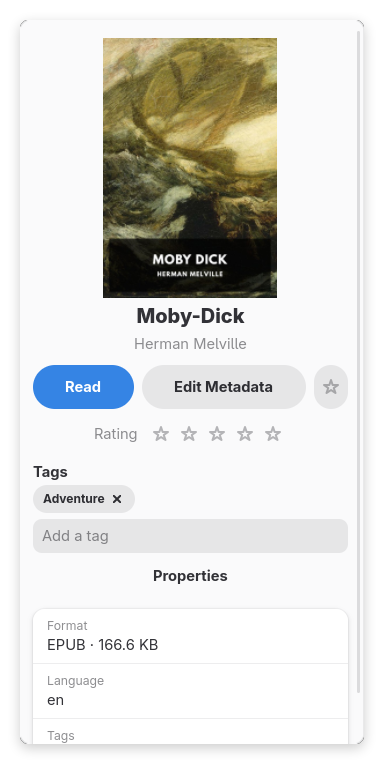 MOBY DICK
HERMAN MELVILLE
Moby-Dick
Herman Melville
Read
Edit Metadata
Rating
Tags
Adventure
Add a tag
Properties
Format
EPUB · 166.6 KB
Language
en
Tags